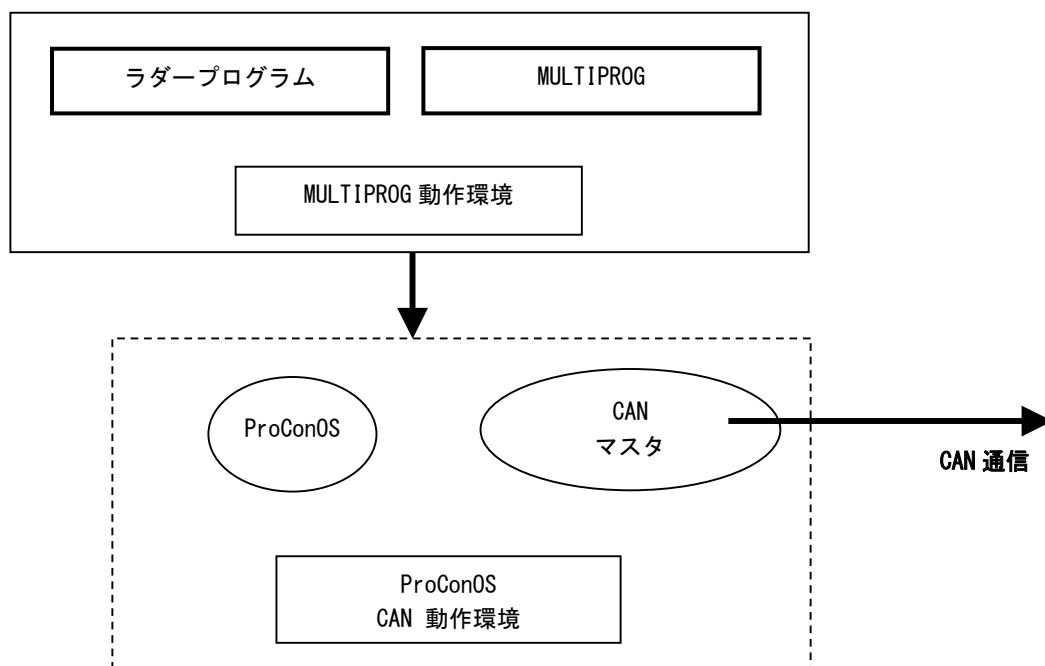 ラダープログラム
MULTIPROG
MULTIPROG 動作環境
ProConOS
CAN
マスタ
CAN 通信
ProConOS
CAN 動作環境